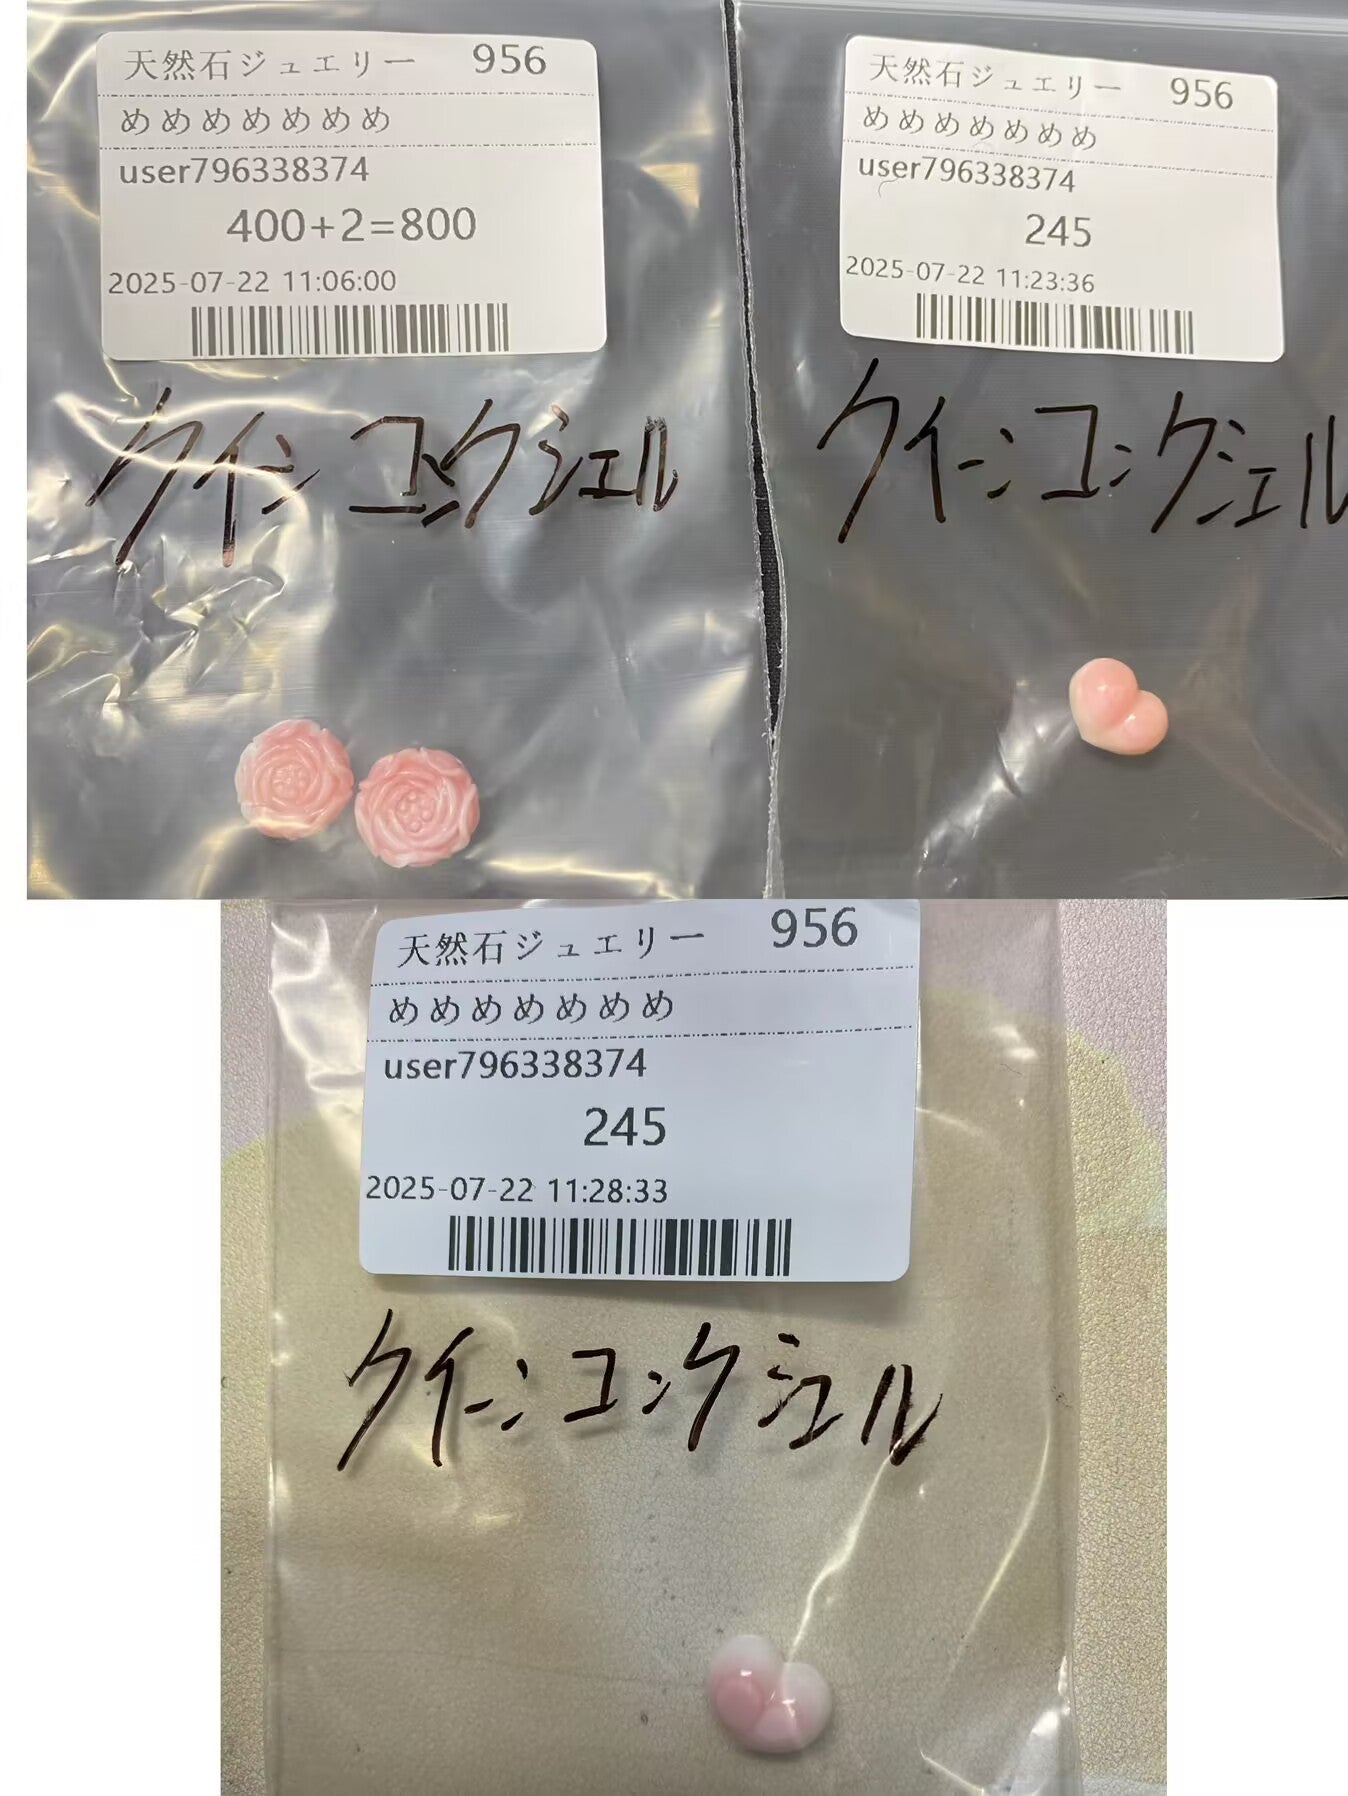 天然石ジュエリー 956
めめめめめめめ
user796338374
400+2=800
2025-07-22 11:06:00
クイン コンクシェル
天然石ジュエリー 956
めめめめめめめ
user796338374
245
2025-07-22 11:23:36
クイーンコンクシェル
天然石ジュエリー 956
めめめめめめめ
user796338374
245
2025-07-22 11:28:33
クイーンコンクシェル